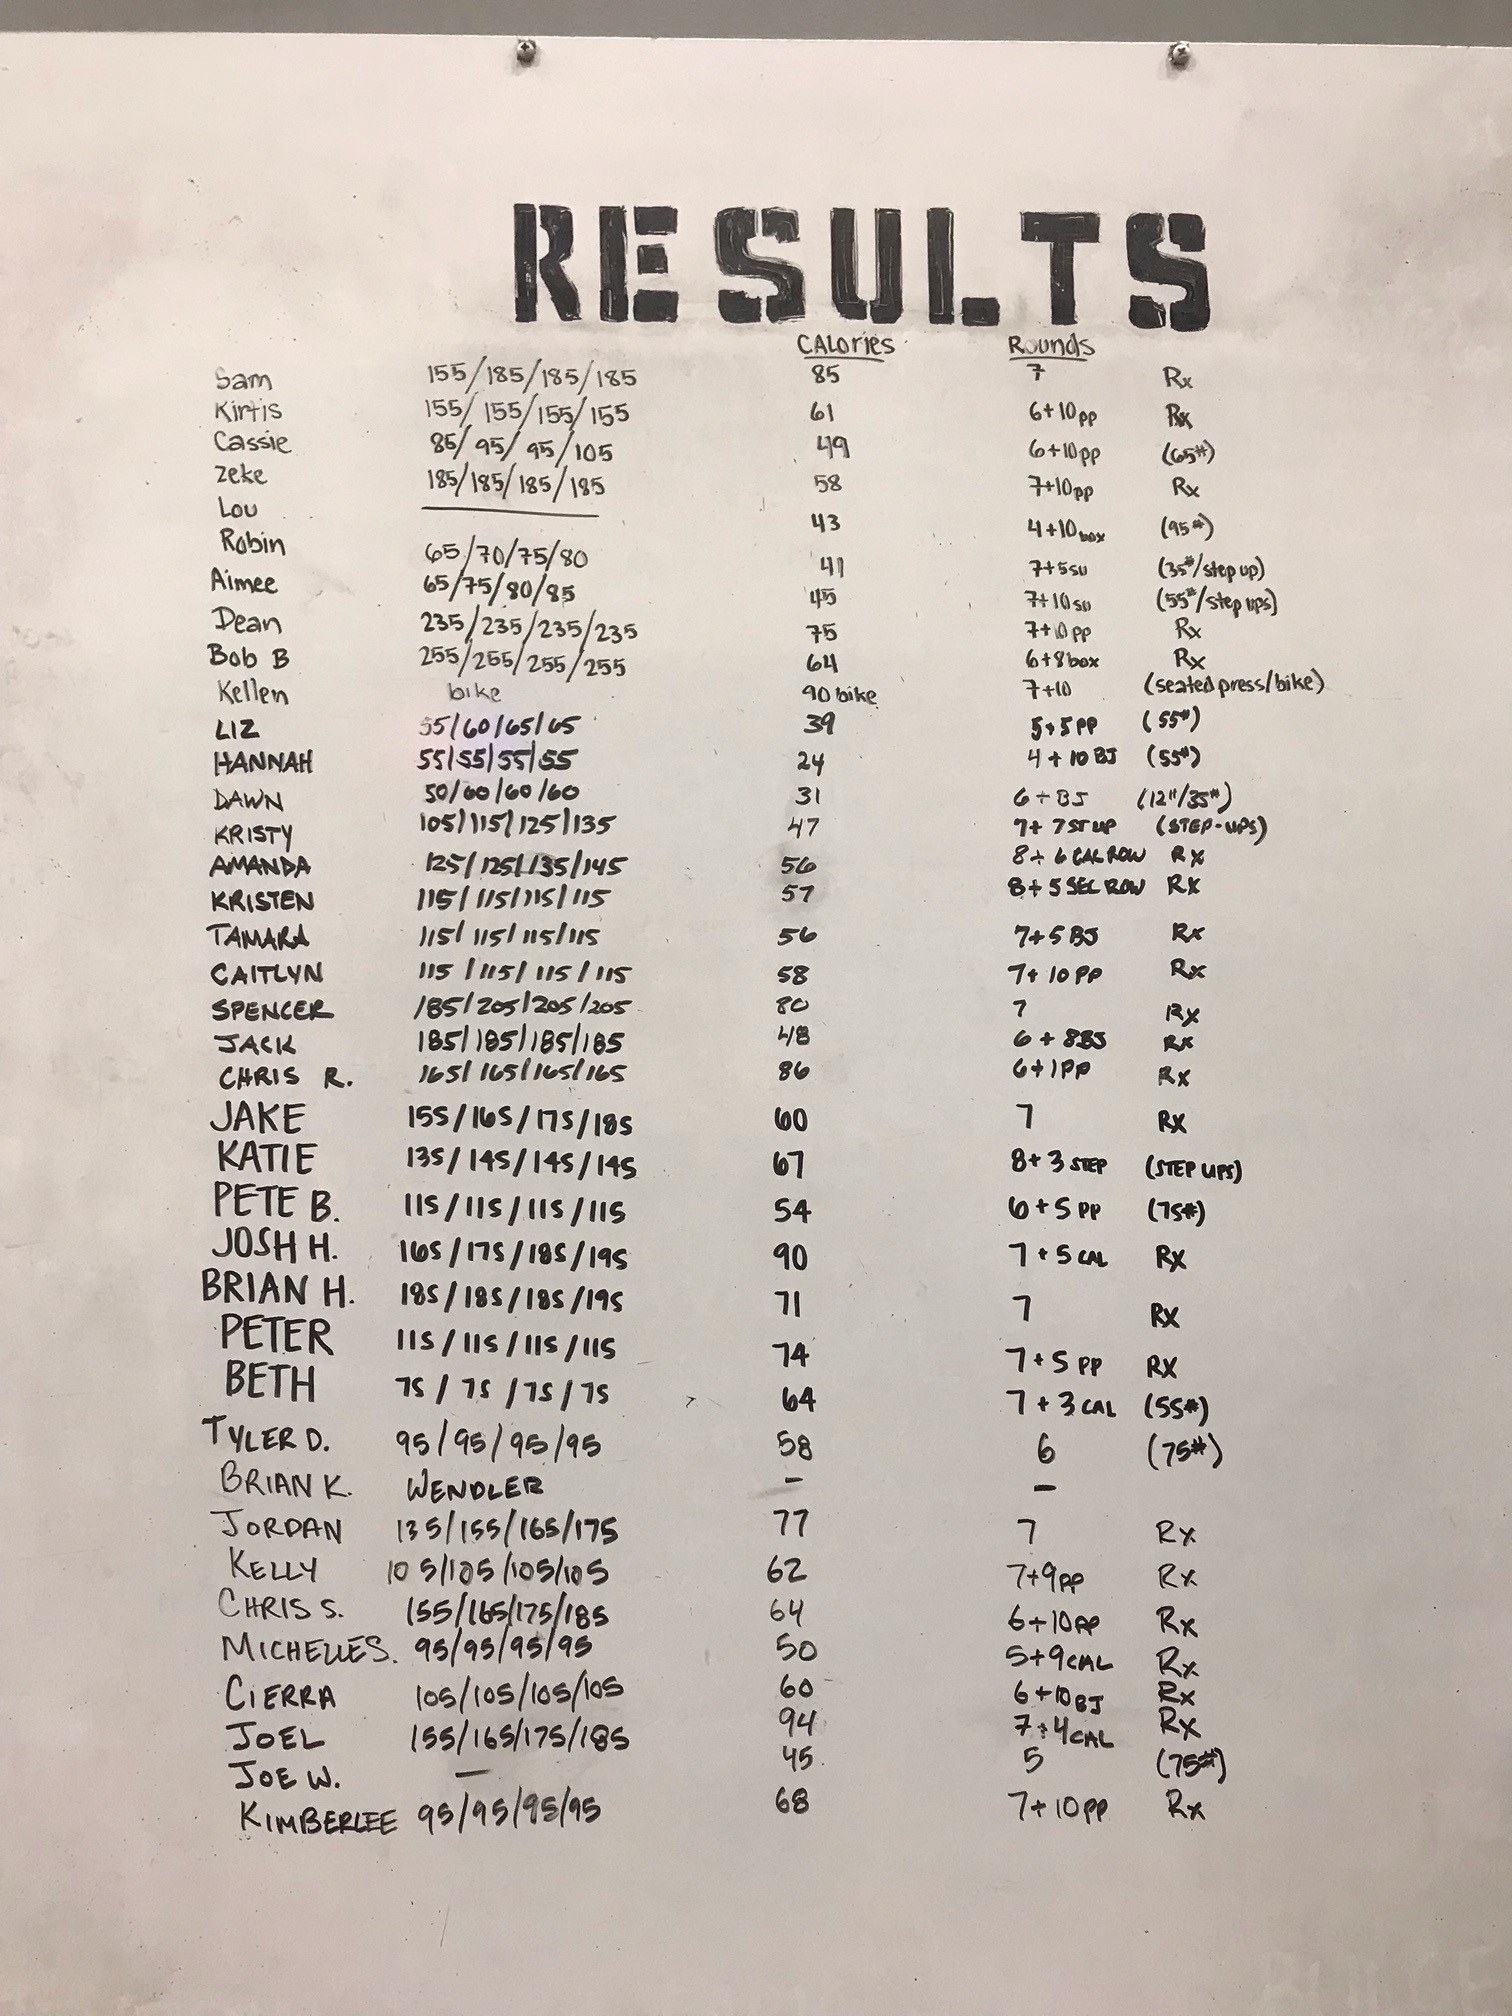 RESULTS
CALories Rounds
Sam 155/185/185/185 85 7 Rx
Kirtis 155/155/155/155 61 6+10pp Rx
Cassie 85/95/95/105 49 6+10pp (65#)
Zeke 185/185/185/185 58 7+10pp Rx
Lou 43 4+10box (95#)
Robin 65/70/75/80 41 7+5su (35#/step up)
Aimee 65/75/80/85 45 7+10su (55#/step ups)
Dean 235/235/235/235 75 7+10pp Rx
Bob B 255/255/255/255 64 6+8box Rx
Kellen bike 90 bike 7+10 (seated press/bike)
LIZ 55/60/65/65 39 5+5PP (55#)
HANNAH 55/55/55/55 24 4+10BJ (55#)
DAWN 50/60/60/60 31 6+BJ (12"/35#)
KRISTY 105/115/125/135 47 7+7STUP (STEP-UPS)
AMANDA 125/125/135/145 56 8+6 CAL ROW RX
KRISTEN 115/115/115/115 57 8+5 SEC ROW RX
TAMARA 115/115/115/115 56 7+5BJ Rx
CAITLYN 115/115/115/115 58 7+10PP Rx
SPENCER 185/205/205/205 80 7 Rx
JACK 185/185/185/185 48 6+8BJ Rx
CHRIS R. 165/165/165/165 86 6+1PP Rx
JAKE 155/165/175/185 60 7 RX
KATIE 135/145/145/145 67 8+3 STEP (STEP UPS)
PETE B. 115/115/115/115 54 6+5 PP (75#)
JOSH H. 165/175/185/195 90 7+5 CAL RX
BRIAN H. 185/185/185/195 71 7 RX
PETER 115/115/115/115 74 7+5 PP RX
BETH 75/75/75/75 64 7+3 CAL (55#)
TYLER D. 95/95/95/95 58 6 (75#)
BRIAN K. WENDLER - -
JORDAN 135/155/165/175 77 7 Rx
KELLY 105/105/105/105 62 7+9PP Rx
CHRIS S. 155/165/175/185 64 6+10PP Rx
MICHELLE S. 95/95/95/95 50 5+9CAL Rx
CIERRA 105/105/105/105 60 6+10BJ Rx
JOEL 155/165/175/185 94 7+4CAL Rx
JOE W. - 45 5 (75#)
KIMBERLEE 95/95/95/95 68 7+10PP Rx